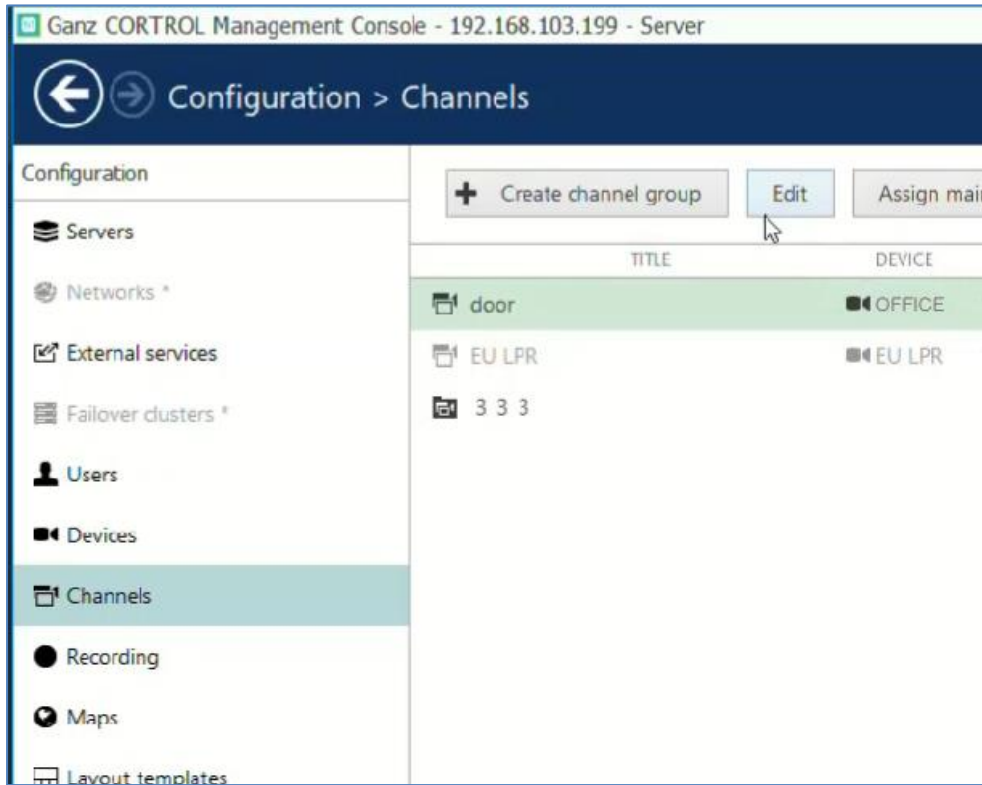 Ganz CORTROL Management Console - 192.168.103.199 - Server
Configuration > Channels
Configuration
Servers
Networks *
External services
Failover clusters *
Users
Devices
Channels
Recording
Maps
Layout templates
+ Create channel group Edit Assign mai
TITLE DEVICE
door OFFICE
EU LPR EU LPR
3 3 3